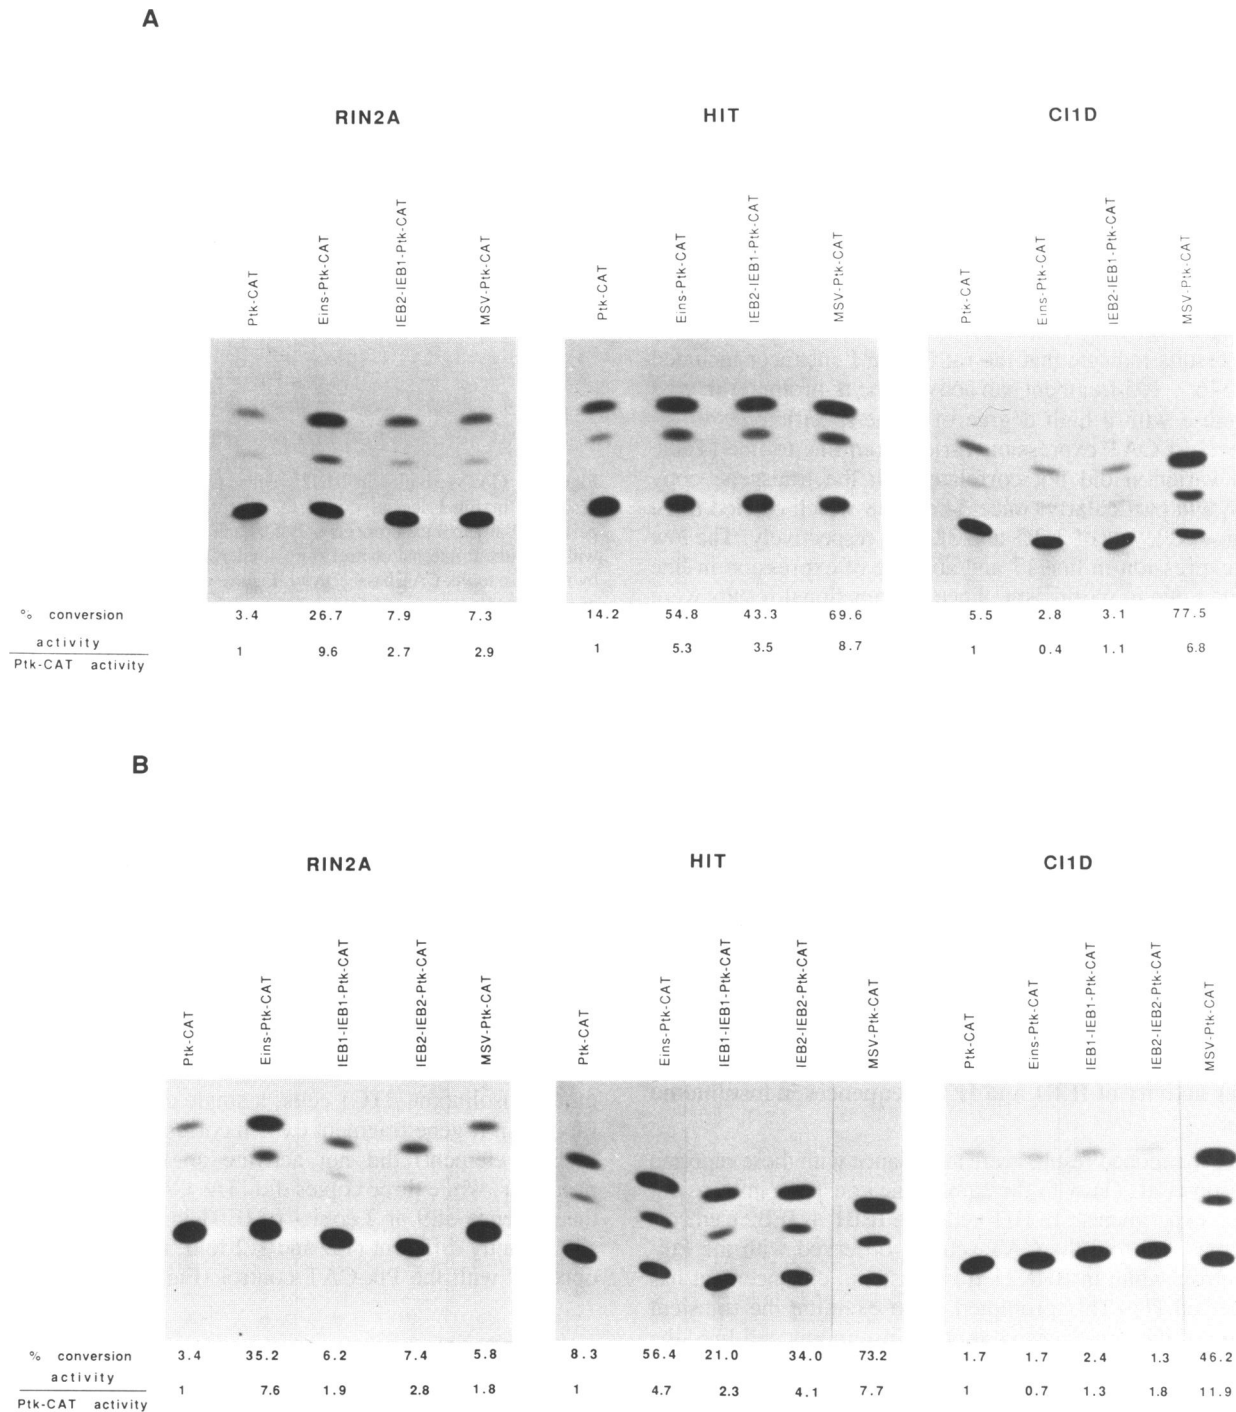 A
RIN2A HIT Cl1D
Ptk-CAT Eins-Ptk-CAT IEB2-IEB1-Ptk-CAT MSV-Ptk-CAT Ptk-CAT Eins-Ptk-CAT IEB2-IEB1-Ptk-CAT MSV-Ptk-CAT Ptk-CAT Eins-Ptk-CAT IEB2-IEB1-Ptk-CAT MSV-Ptk-CAT
% conversion 3.4 26.7 7.9 7.3 14.2 54.8 43.3 69.6 5.5 2.8 3.1 77.5
activity
Ptk-CAT activity 1 9.6 2.7 2.9 1 5.3 3.5 8.7 1 0.4 1.1 6.8
B
RIN2A HIT Cl1D
Ptk-CAT Eins-Ptk-CAT IEB1-IEB1-Ptk-CAT IEB2-IEB2-Ptk-CAT MSV-Ptk-CAT Ptk-CAT Eins-Ptk-CAT IEB1-IEB1-Ptk-CAT IEB2-IEB2-Ptk-CAT MSV-Ptk-CAT Ptk-CAT Eins-Ptk-CAT IEB1-IEB1-Ptk-CAT IEB2-IEB2-Ptk-CAT MSV-Ptk-CAT
% conversion 3.4 35.2 6.2 7.4 5.8 8.3 56.4 21.0 34.0 73.2 1.7 1.7 2.4 1.3 46.2
activity
Ptk-CAT activity 1 7.6 1.9 2.8 1.8 1 4.7 2.3 4.1 7.7 1 0.7 1.3 1.8 11.9